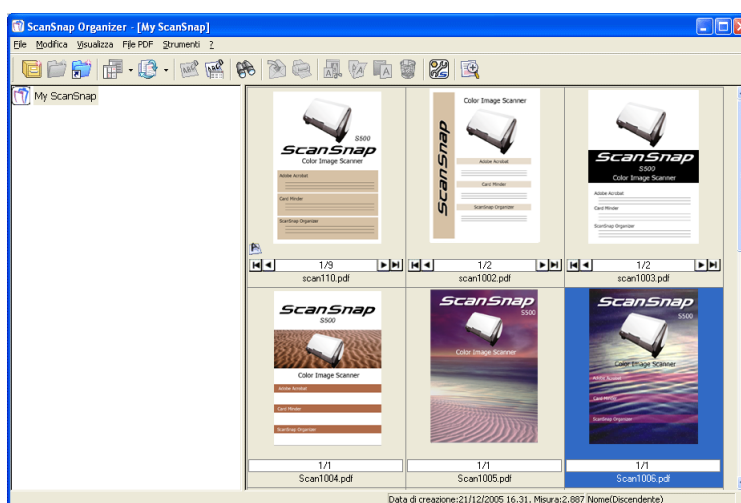 ScanSnap Organizer - [My ScanSnap]
File Modifica Visualizza File PDF Strumenti ?
My ScanSnap
S500
ScanSnap
Color Image Scanner
Adobe Acrobat
Card Minder
ScanSnap Organizer
1/9
scan110.pdf
Color Image Scanner
ScanSnap
Adobe Acrobat
Card Minder
ScanSnap Organizer
1/2
scan1002.pdf
ScanSnap
S500
Color Image Scanner
Adobe Acrobat
Card Minder
ScanSnap Organizer
1/2
scan1003.pdf
ScanSnap
S500
Color Image Scanner
Adobe Acrobat
Card Minder
ScanSnap Organizer
1/1
Scan1004.pdf
ScanSnap
S500
Color Image Scanner
1/1
Scan1005.pdf
ScanSnap
S500
Color Image Scanner
Adobe Acrobat
Card Minder
ScanSnap Organizer
1/1
Scan1006.pdf
Data di creazione:21/12/2005 16.31. Misura:2.887 Nome(Discendente)